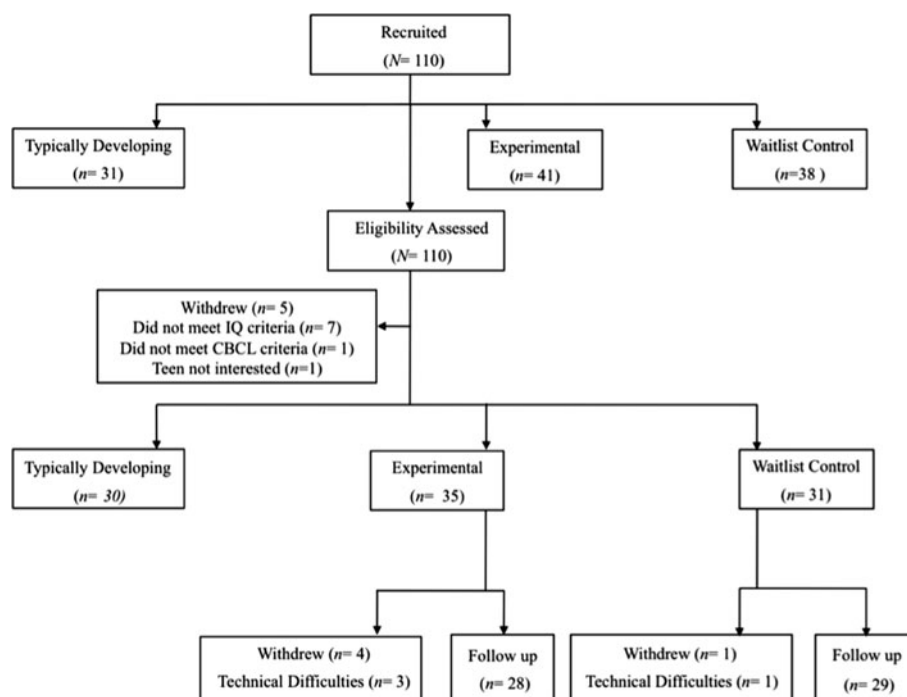 Recruited
(N= 110)
Typically Developing
(n= 31)
Experimental
(n= 41)
Waitlist Control
(n=38 )
Eligibility Assessed
(N= 110)
Withdrew (n= 5)
Did not meet IQ criteria (n= 7)
Did not meet CBCL criteria (n= 1)
Teen not interested (n=1)
Typically Developing
(n= 30)
Experimental
(n=  35)
Waitlist Control
(n= 31)
Withdrew (n= 4)
Technical Difficulties (n= 3)
Follow up
(n= 28)
Withdrew (n= 1)
Technical Difficulties (n= 1)
Follow up
(n= 29)